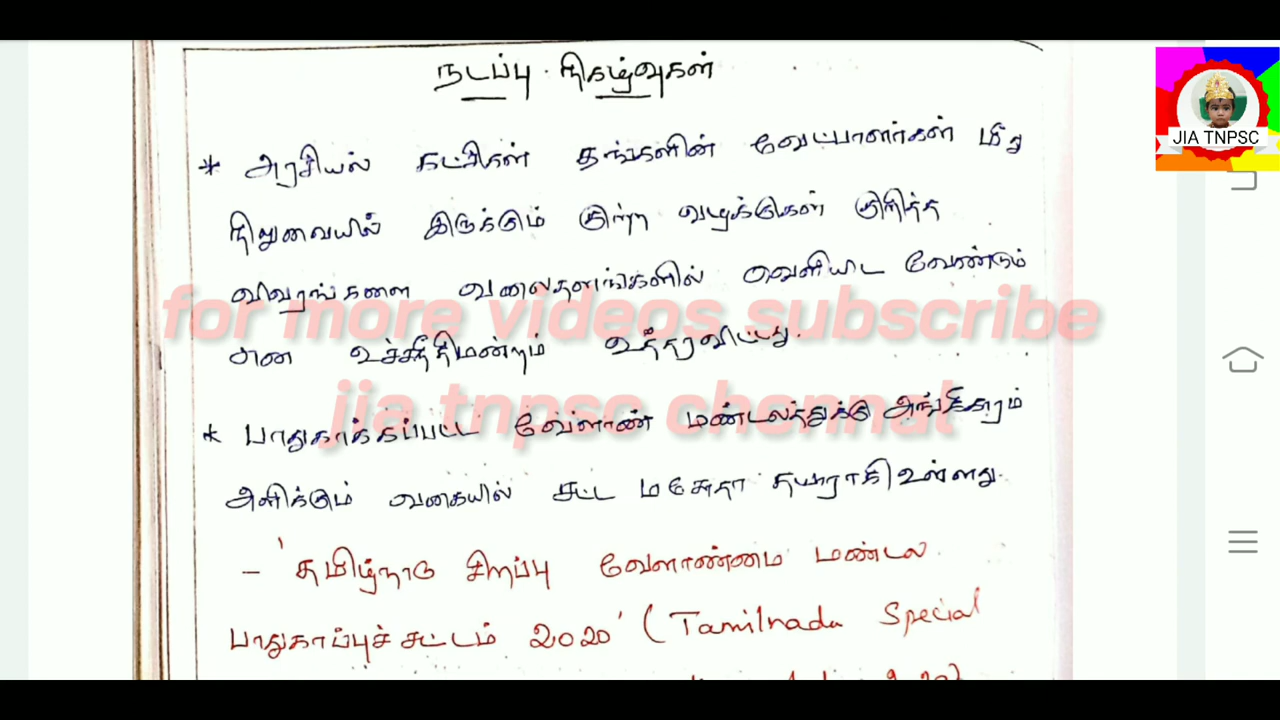 நடப்பு நிகழ்வுகள்
JIA TNPSC
* அரசியல் கட்சிகள் தங்களின் வேட்பாளர்கள் மீது
நிலுவையில் இருக்கும் குற்ற வழக்குகள் குறித்த
விவரங்களை வலைதளங்களில் வெளியிட வேண்டும்
for more videos subscribe
என உச்சநீதிமன்றம் உத்தரவிட்டது.
jia tnpsc chennal
* பாதுகாக்கப்பட்ட வேளாண் மண்டலத்துக்கு அங்கீகாரம்
அளிக்கும் வகையில் சட்ட மசோதா தயாராகி உள்ளது.
- 'தமிழ்நாடு சிறப்பு வேளாண்மை மண்டல
பாதுகாப்புச் சட்டம் 2020' (Tamilnadu Special